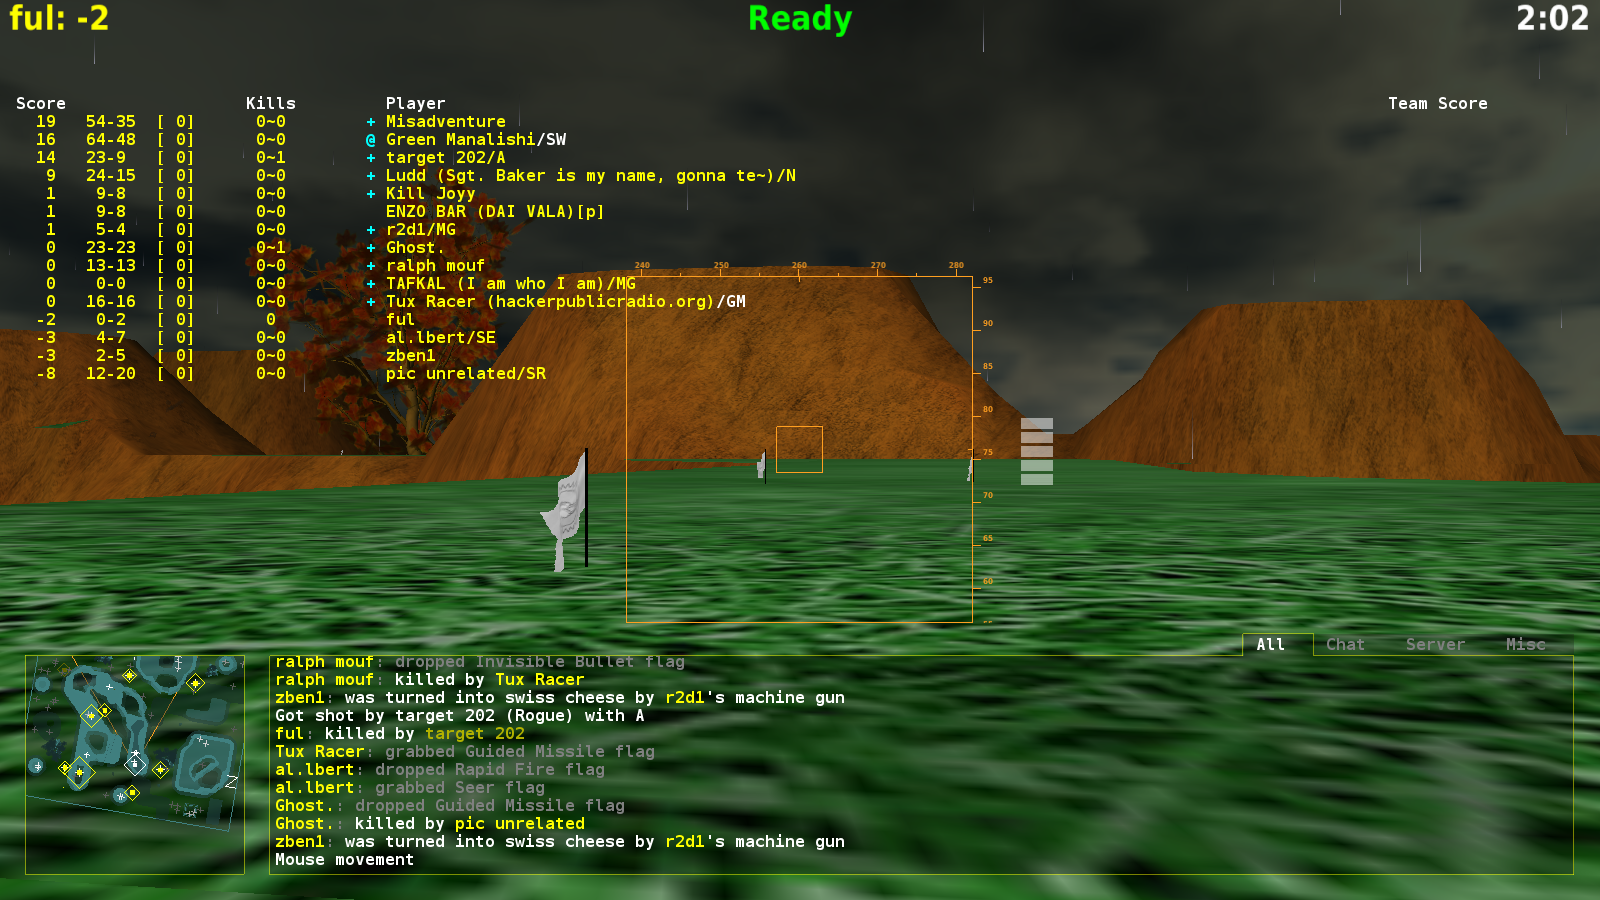 ful: -2 Ready 2:02
Score Kills Player Team Score
19 54-35 [ 0] 0~0 + Misadventure
16 64-48 [ 0] 0~0 @ Green Manalishi/SW
14 23-9 [ 0] 0~1 + target 202/A
9 24-15 [ 0] 0~0 + Ludd (Sgt. Baker is my name, gonna te~)/N
1 9-8 [ 0] 0~0 + Kill Joyy
1 9-8 [ 0] 0~0 ENZO BAR (DAI VALA)[p]
1 5-4 [ 0] 0~0 + r2d1/MG
0 23-23 [ 0] 0~1 + Ghost.
0 13-13 [ 0] 0~0 + ralph mouf
0 0-0 [ 0] 0~0 + TAFKAL (I am who I am)/MG
0 16-16 [ 0] 0~0 + Tux Racer (hackerpublicradio.org)/GM
-2 0-2 [ 0] 0 ful
-3 4-7 [ 0] 0~0 al.lbert/SE
-3 2-5 [ 0] 0~0 zben1
-8 12-20 [ 0] 0~0 pic unrelated/SR
240 250 260 270 280
95
90
85
80
75
70
65
60
All Chat Server Misc
ralph mouf: dropped Invisible Bullet flag
ralph mouf: killed by Tux Racer
zben1: was turned into swiss cheese by r2d1's machine gun
Got shot by target 202 (Rogue) with A
ful: killed by target 202
Tux Racer: grabbed Guided Missile flag
al.lbert: dropped Rapid Fire flag
al.lbert: grabbed Seer flag
Ghost.: dropped Guided Missile flag
Ghost.: killed by pic unrelated
zben1: was turned into swiss cheese by r2d1's machine gun
Mouse movement
N